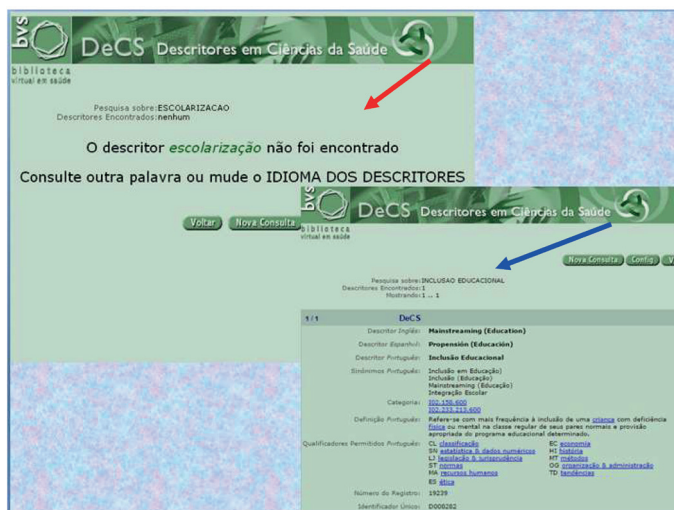 bvs
DeCS Descritores em Ciências da Saúde
biblioteca
virtual em saúde
Pesquisa sobre:ESCOLARIZACAO
Descritores Encontrados:nenhum
O descritor escolarização não foi encontrado
Consulte outra palavra ou mude o IDIOMA DOS DESCRITORES
Voltar Nova Consulta
bvs
DeCS Descritores em Ciências da Saúde
biblioteca
virtual em saúde
Nova Consulta Config V
Pesquisa sobre:INCLUSAO EDUCACIONAL
Descritores Encontrados:1
Mostrando:1 .. 1
1 / 1 DeCS
Descritor Inglês: Mainstreaming (Education)
Descritor Espanhol: Propensión (Educación)
Descritor Português: Inclusão Educacional
Sinônimos Português: Inclusão em Educação)
Inclusão (Educação)
Mainstreaming (Educação)
Integração Escolar
Categoria: I02.158.600
I02.233.213.600
Definição Português: Refere-se com mais frequência à inclusão de uma criança com deficiência
física ou mental na classe regular de seus pares normais e provisão
apropriada do programa educacional determinado.
Qualificadores Permitidos Português: CL classificação EC economia
SN estatística & dados numéricos HI história
LJ legislação & jurisprudência MT métodos
ST normas OG organização & administração
MA recursos humanos TD tendências
ES ética
Número do Registro: 19239
Identificador Único: D008282